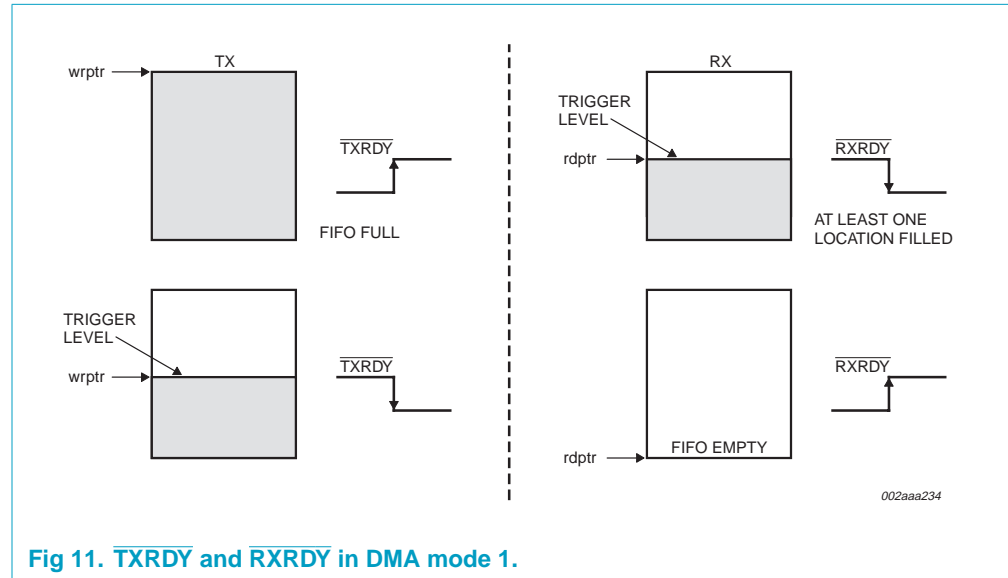 TX
wrptr
TXRDY
FIFO FULL
TRIGGER
LEVEL
wrptr
TXRDY
RX
TRIGGER
LEVEL
rdptr
RXRDY
AT LEAST ONE
LOCATION FILLED
RXRDY
FIFO EMPTY
rdptr
002aaa234
Fig 11. TXRDY and RXRDY in DMA mode 1.